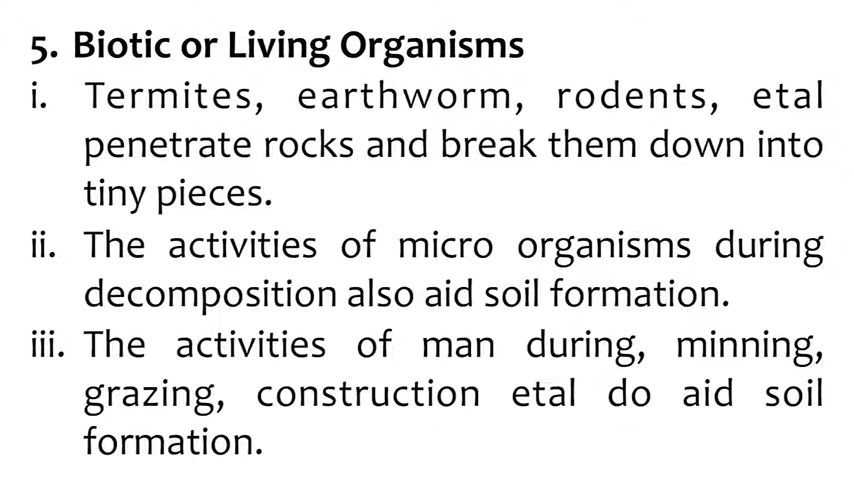 5. Biotic or Living Organisms
i. Termites, earthworm, rodents, etal
penetrate rocks and break them down into
tiny pieces.
ii. The activities of micro organisms during
decomposition also aid soil formation.
iii. The activities of man during, minning,
grazing, construction etal do aid soil
formation.